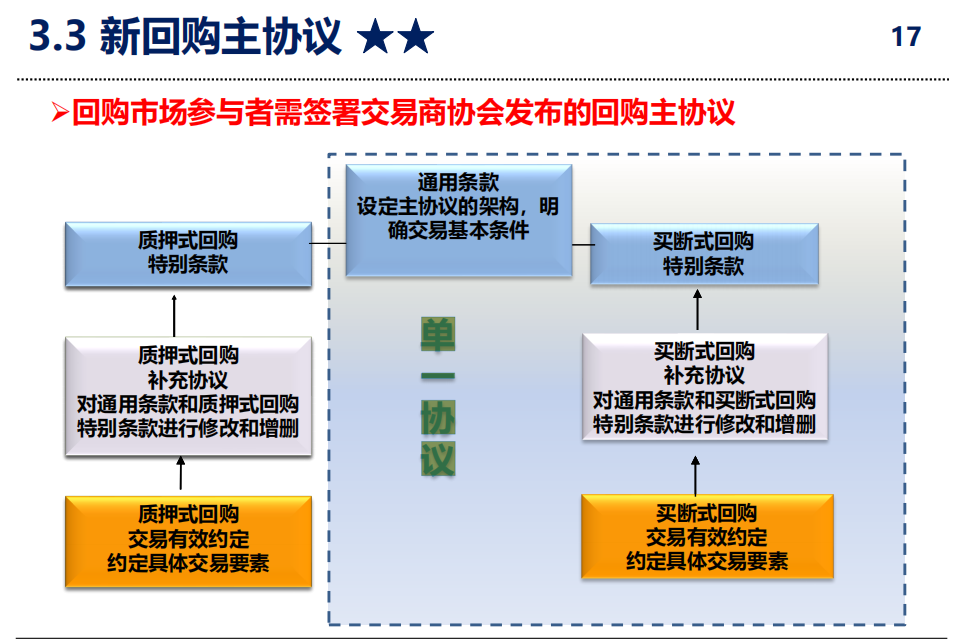 3.3 新回购主协议 ★★
17
➢回购市场参与者需签署交易商协会发布的回购主协议
通用条款
设定主协议的架构，明
确交易基本条件
质押式回购
特别条款
买断式回购
特别条款
单
一
协
议
质押式回购
补充协议
对通用条款和质押式回购
特别条款进行修改和增删
买断式回购
补充协议
对通用条款和买断式回购
特别条款进行修改和增删
质押式回购
交易有效约定
约定具体交易要素
买断式回购
交易有效约定
约定具体交易要素